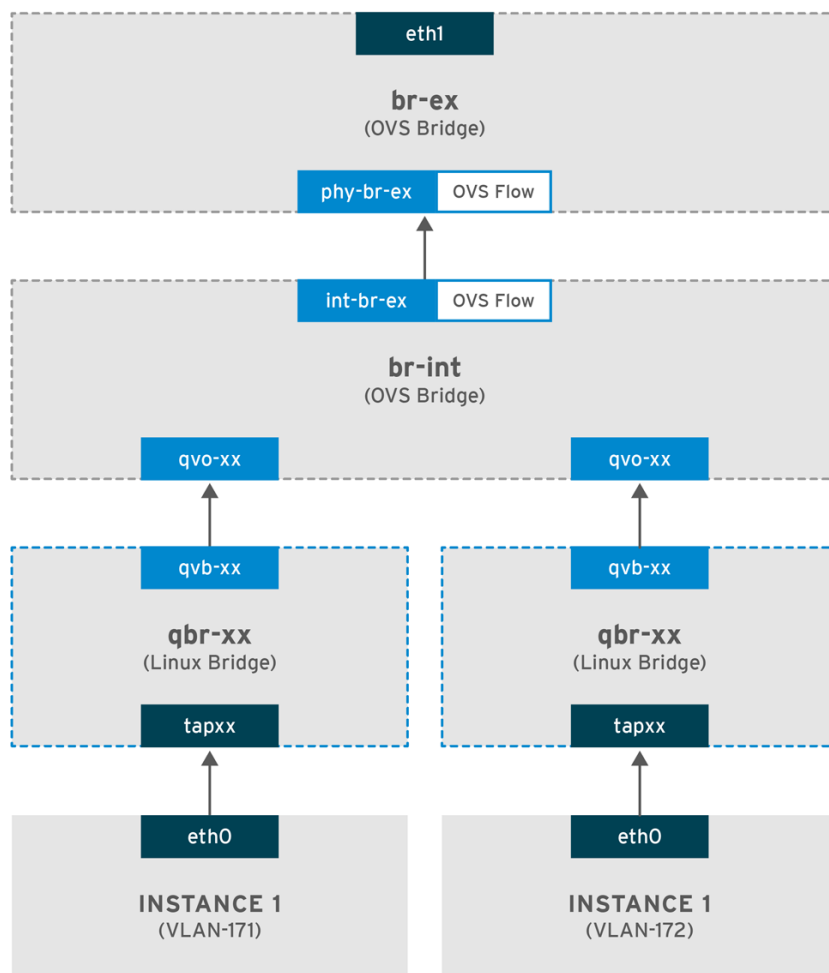 eth1
br-ex
(OVS Bridge)
phy-br-ex OVS Flow
int-br-ex OVS Flow
br-int
(OVS Bridge)
qvo-xx qvo-xx
qvb-xx qvb-xx
qbr-xx qbr-xx
(Linux Bridge) (Linux Bridge)
tapxx tapxx
eth0 eth0
INSTANCE 1 INSTANCE 1
(VLAN-171) (VLAN-172)